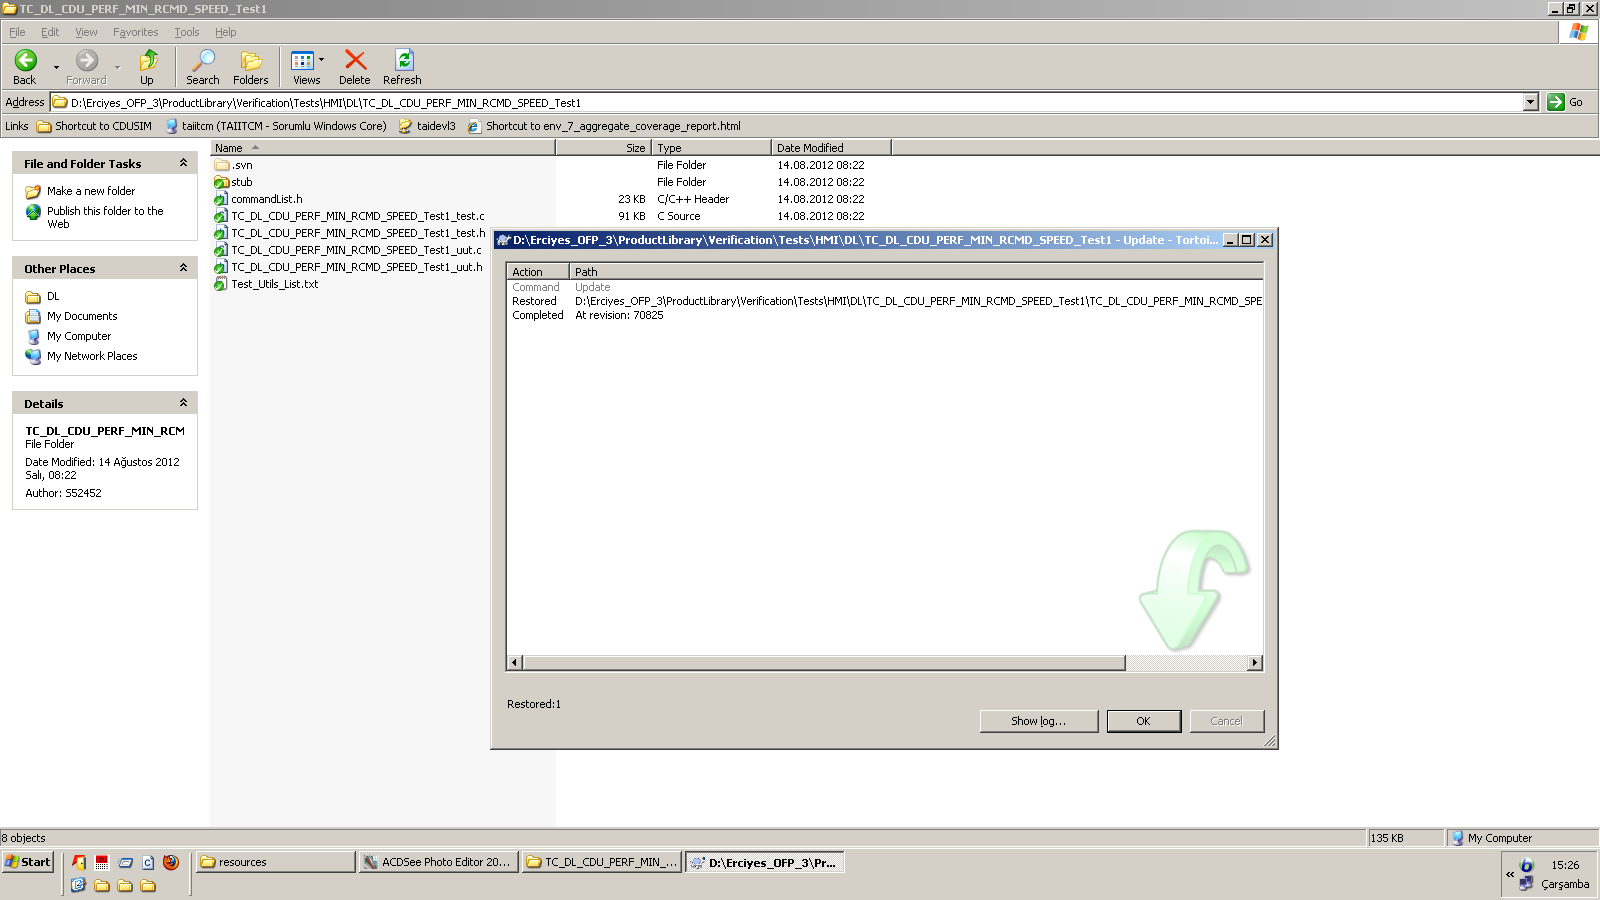 TC_DL_CDU_PERF_MIN_RCMD_SPEED_Test1
File Edit View Favorites Tools Help
Back Forward Up Search Folders Views Delete Refresh
Address D:\Erciyes_OFP_3\ProductLibrary\Verification\Tests\HMI\DL\TC_DL_CDU_PERF_MIN_RCMD_SPEED_Test1 Go
Links Shortcut to CDUSIM taiitcm (TAIITCM - Sorumlu Windows Core) taidevl3 Shortcut to env_7_aggregate_coverage_report.html
File and Folder Tasks
Make a new folder
Publish this folder to the
Web
Other Places
DL
My Documents
My Computer
My Network Places
Details
TC_DL_CDU_PERF_MIN_RCM
File Folder
Date Modified: 14 Ağustos 2012
Salı, 08:22
Author: S52452
Name Size Type Date Modified
.svn File Folder 14.08.2012 08:22
stub File Folder 14.08.2012 08:22
commandList.h 23 KB C/C++ Header 14.08.2012 08:22
TC_DL_CDU_PERF_MIN_RCMD_SPEED_Test1_test.c 91 KB C Source 14.08.2012 08:22
TC_DL_CDU_PERF_MIN_RCMD_SPEED_Test1_test.h
TC_DL_CDU_PERF_MIN_RCMD_SPEED_Test1_uut.c
TC_DL_CDU_PERF_MIN_RCMD_SPEED_Test1_uut.h
Test_Utils_List.txt
D:\Erciyes_OFP_3\ProductLibrary\Verification\Tests\HMI\DL\TC_DL_CDU_PERF_MIN_RCMD_SPEED_Test1 - Update - Tortoi...
Action Path
Command Update
Restored D:\Erciyes_OFP_3\ProductLibrary\Verification\Tests\HMI\DL\TC_DL_CDU_PERF_MIN_RCMD_SPEED_Test1\TC_DL_CDU_PERF_MIN_RCMD_SPE
Completed At revision: 70825
Restored:1
Show log... OK Cancel
8 objects 135 KB My Computer
Start resources ACDSee Photo Editor 20... TC_DL_CDU_PERF_MIN_... D:\Erciyes_OFP_3\Pr...
« 15:26
Çarşamba